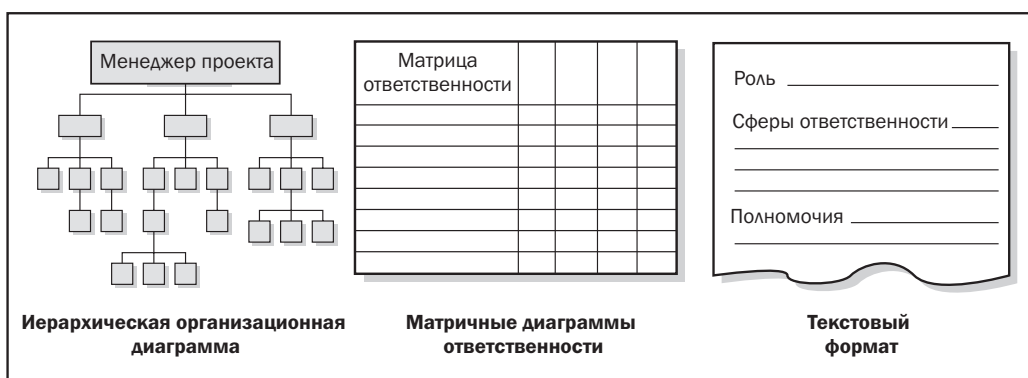 Менеджер проекта
Матрица
ответственности
Роль
Сферы ответственности
Полномочия
Иерархическая организационная
диаграмма
Матричные диаграммы
ответственности
Текстовый
формат